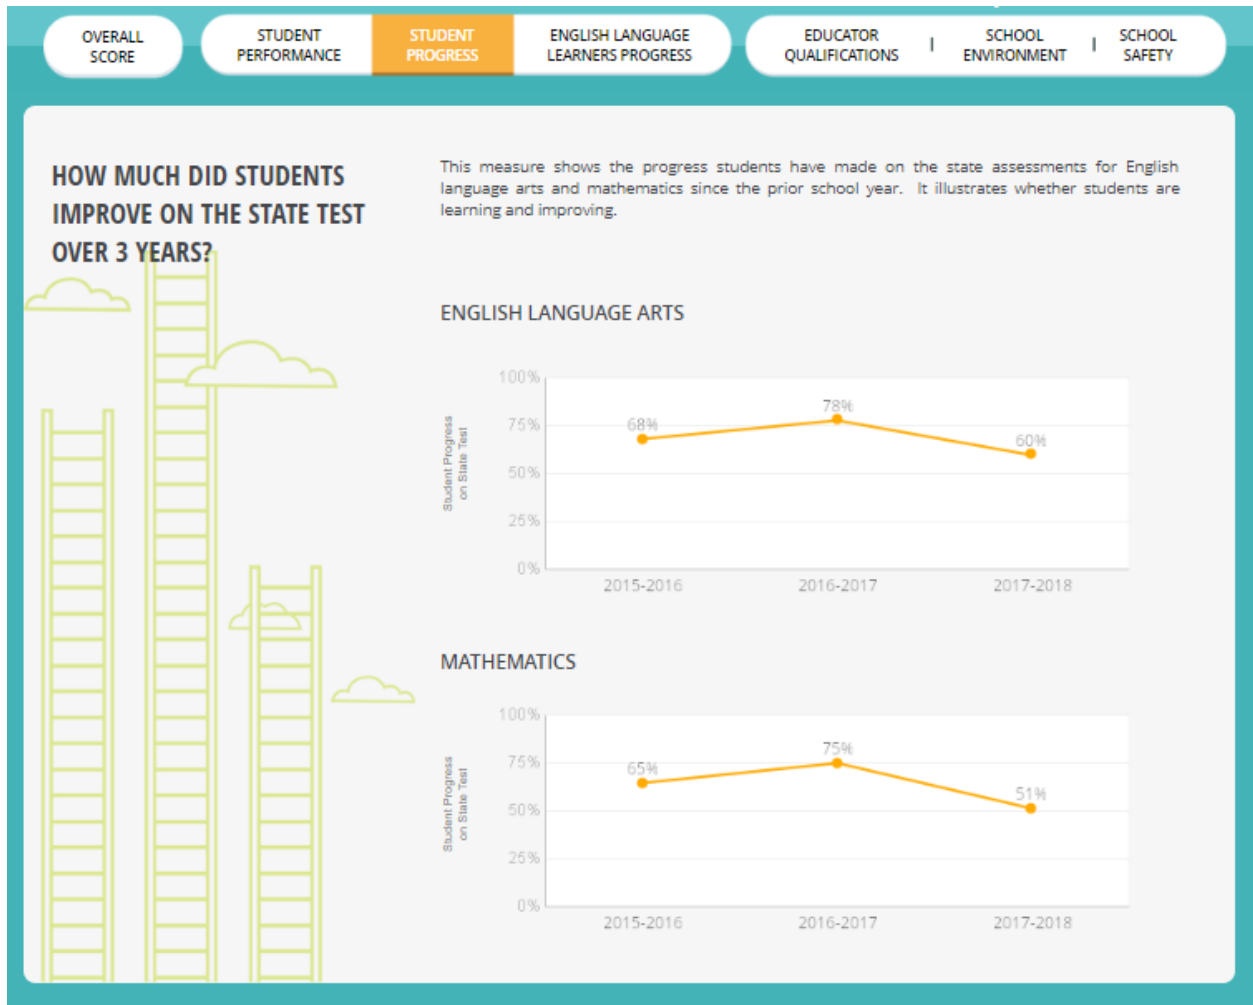 OVERALL
SCORE
STUDENT
PERFORMANCE
STUDENT
PROGRESS
ENGLISH LANGUAGE
LEARNERS PROGRESS
EDUCATOR
QUALIFICATIONS
SCHOOL
ENVIRONMENT
SCHOOL
SAFETY
HOW MUCH DID STUDENTS
IMPROVE ON THE STATE TEST
OVER 3 YEARS?
This measure shows the progress students have made on the state assessments for English
language arts and mathematics since the prior school year. It illustrates whether students are
learning and improving.
ENGLISH LANGUAGE ARTS
Student Progress
on State Test
100%
75%
50%
25%
0%
68%
78%
60%
2015-2016
2016-2017
2017-2018
MATHEMATICS
Student Progress
on State Test
100%
75%
50%
25%
0%
65%
75%
51%
2015-2016
2016-2017
2017-2018